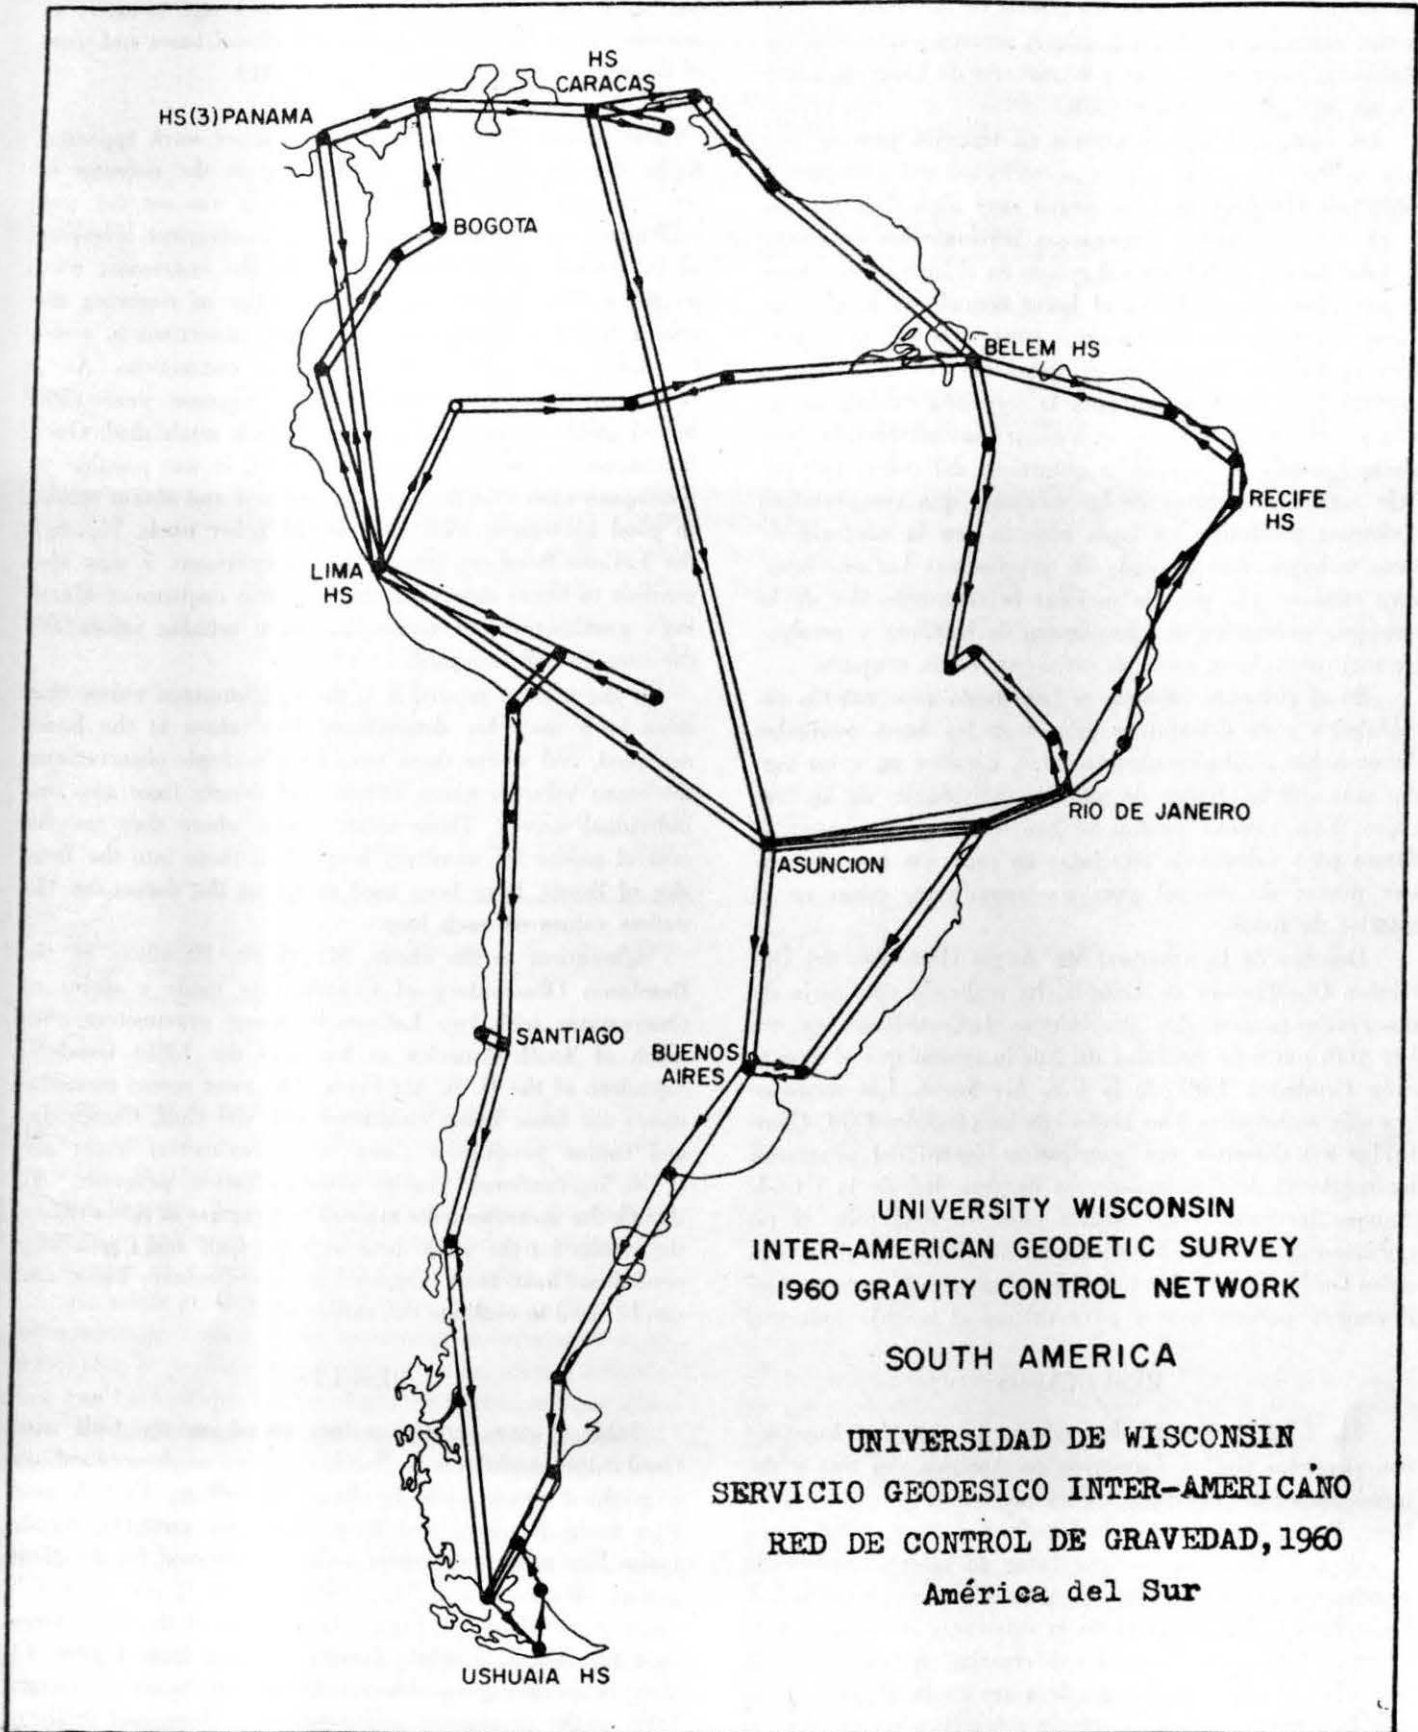 HS
CARACAS
HS(3)PANAMA
BOGOTA
BELEM HS
RECIFE
HS
LIMA
HS
RIO DE JANEIRO
ASUNCION
SANTIAGO
BUENOS
AIRES
UNIVERSITY WISCONSIN
INTER-AMERICAN GEODETIC SURVEY
1960 GRAVITY CONTROL NETWORK
SOUTH AMERICA
UNIVERSIDAD DE WISCONSIN
SERVICIO GEODESICO INTER-AMERICANO
RED DE CONTROL DE GRAVEDAD, 1960
América del Sur
USHUAIA HS